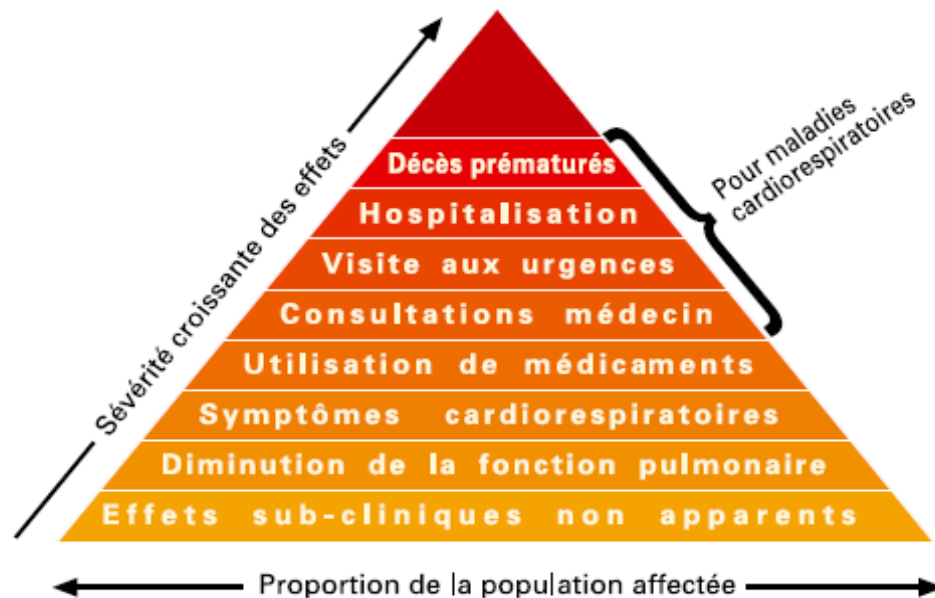 Sévérité croissante des effets
Pour maladies
cardiorespiratoires
Décès prématurés
Hospitalisation
Visite aux urgences
Consultations médecin
Utilisation de médicaments
Symptômes cardiorespiratoires
Diminution de la fonction pulmonaire
Effets sub-cliniques non apparents
Proportion de la population affectée